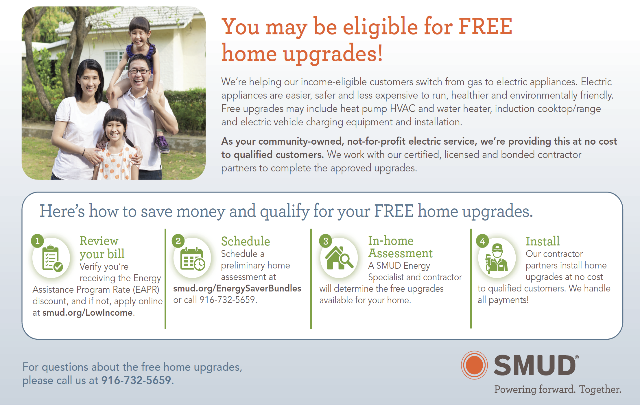 You may be eligible for FREE
home upgrades!
We’re helping our income-eligible customers switch from gas to electric appliances. Electric
appliances are easier, safer and less expensive to run, healthier and environmentally friendly.
Free upgrades may include heat pump HVAC and water heater, induction cooktop/range
and electric vehicle charging equipment and installation.
As your community-owned, not-for-profit electric service, we’re providing this at no cost
to qualified customers. We work with our certified, licensed and bonded contractor
partners to complete the approved upgrades.
Here’s how to save money and qualify for your FREE home upgrades.
1
Review
your bill
Verify you’re
receiving the Energy
Assistance Program Rate (EAPR)
discount, and if not, apply online
at smud.org/LowIncome.
2
Schedule
Schedule a
preliminary home
assessment at
smud.org/EnergySaverBundles
or call 916-732-5659.
3
In-home
Assessment
A SMUD Energy
Specialist and contractor
will determine the free upgrades
available for your home.
4
Install
Our contractor
partners install home
upgrades at no cost
to qualified customers. We handle
all payments!
For questions about the free home upgrades,
please call us at 916-732-5659.
SMUD®
Powering forward. Together.